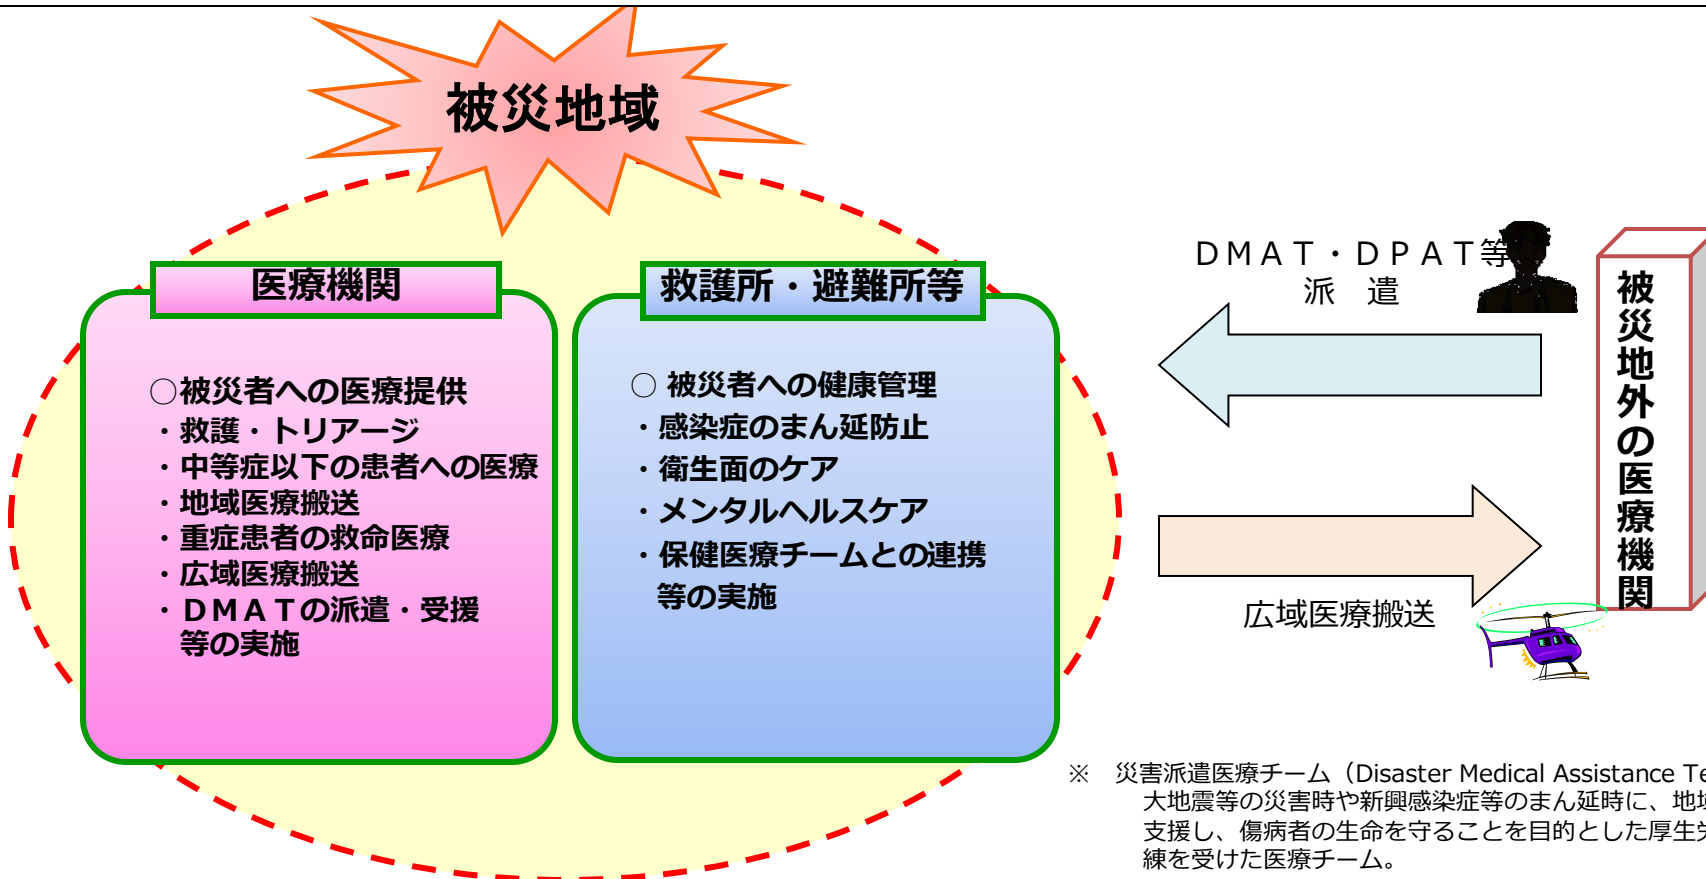 被災地域
医療機関
○被災者への医療提供
・救護・トリアージ
・中等症以下の患者への医療
・地域医療搬送
・重症患者の救命医療
・広域医療搬送
・ＤＭＡＴの派遣・受援
等の実施
救護所・避難所等
○ 被災者への健康管理
・感染症のまん延防止
・衛生面のケア
・メンタルヘルスケア
・保健医療チームとの連携
等の実施
ＤＭＡＴ・ＤＰＡＴ等
派　遣
広域医療搬送
被災地外の医療機関
※　災害派遣医療チーム（Disaster Medical Assistance
大地震等の災害時や新興感染症等のまん延時に、地
支援し、傷病者の生命を守ることを目的とした厚生
練を受けた医療チーム。